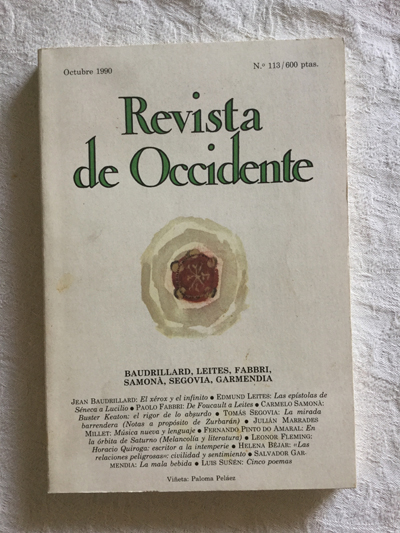 Octubre 1990
N.º 113/600 ptas.
Revista
de Occidente
BAUDRILLARD, LEITES, FABBRI,
SAMONÀ, SEGOVIA, GARMENDIA
JEAN BAUDRILLARD: El xérox y el infinito ● EDMUND LEITES: Las epístolas de
Séneca a Lucilio ● PAOLO FABBRI: De Foucault a Leites ● CARMELO SAMONÀ:
Buster Keaton: el rigor de lo absurdo ● TOMÁS SEGOVIA: La mirada
barrendera (Notas a propósito de Zurbarán) ● JULIÁN MARRADES
MILLET: Música nueva y lenguaje ● FERNANDO PINTO DO AMARAL: En
la órbita de Saturno (Melancolía y literatura) ● LEONOR FLEMING:
Horacio Quiroga: escritor a la intemperie ● HELENA BÉJAR: «Las
relaciones peligrosas»: civilidad y sentimiento ● SALVADOR GAR-
MENDIA: La mala bebida ● LUIS SUÑÉN: Cinco poemas
Viñeta: Paloma Peláez